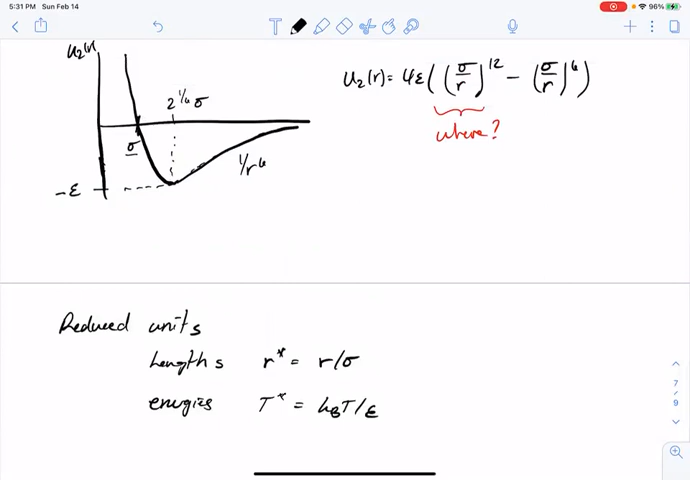 5:31 PM Sun Feb 14
96%
u₂(r)
2^{1/6} σ
u₂(r) = 4ε( (σ/r)^{12} − (σ/r)^6 )
where?
σ
1/r^6
−ε
Reduced units
Lengths r* = r/σ
energies T* = k_BT/ε
7
9